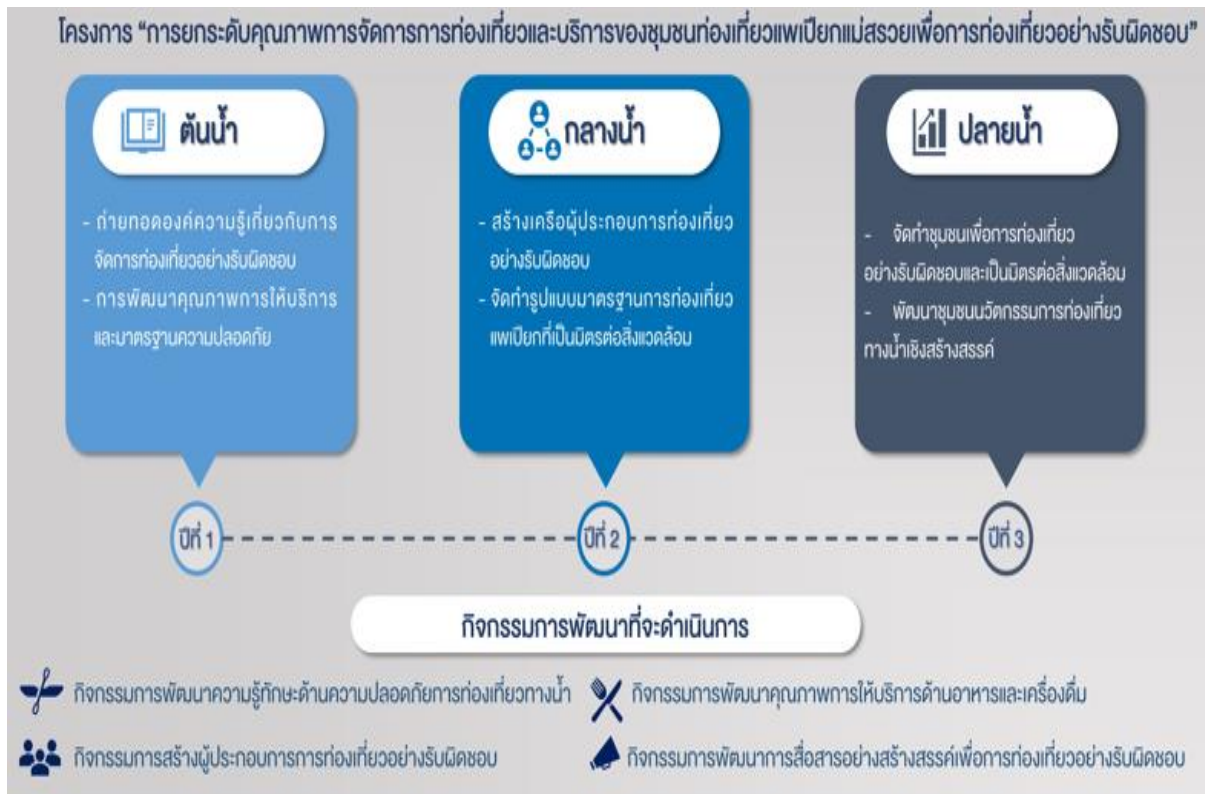 โครงการ “การยกระดับคุณภาพการจัดการการท่องเที่ยวและบริการของชุมชนท่องเที่ยวแพเปียกแม่สรวยเพื่อการท่องเที่ยวอย่างรับผิดชอบ”
ต้นน้ำ
- ถ่ายทอดองค์ความรู้เกี่ยวกับการ
จัดการท่องเที่ยวอย่างรับผิดชอบ
- การพัฒนาคุณภาพการให้บริการ
และมาตรฐานความปลอดภัย
กลางน้ำ
- สร้างเครือผู้ประกอบการท่องเที่ยว
อย่างรับผิดชอบ
- จัดทำรูปแบบมาตรฐานการท่องเที่ยว
แพเปียกที่เป็นมิตรต่อสิ่งแวดล้อม
ปลายน้ำ
- จัดทำชุมชนเพื่อการท่องเที่ยว
อย่างรับผิดชอบและเป็นมิตรต่อสิ่งแวดล้อม
- พัฒนาชุมชนนวัตกรรมการท่องเที่ยว
ทางน้ำเชิงสร้างสรรค์
ปีที่ 1
ปีที่ 2
ปีที่ 3
กิจกรรมการพัฒนาที่จะดำเนินการ
กิจกรรมการพัฒนาความรู้ทักษะด้านความปลอดภัยการท่องเที่ยวทางน้ำ
กิจกรรมการพัฒนาคุณภาพการให้บริการด้านอาหารและเครื่องดื่ม
กิจกรรมการสร้างผู้ประกอบการการท่องเที่ยวอย่างรับผิดชอบ
กิจกรรมการพัฒนาการสื่อสารอย่างสร้างสรรค์เพื่อการท่องเที่ยวอย่างรับผิดชอบ